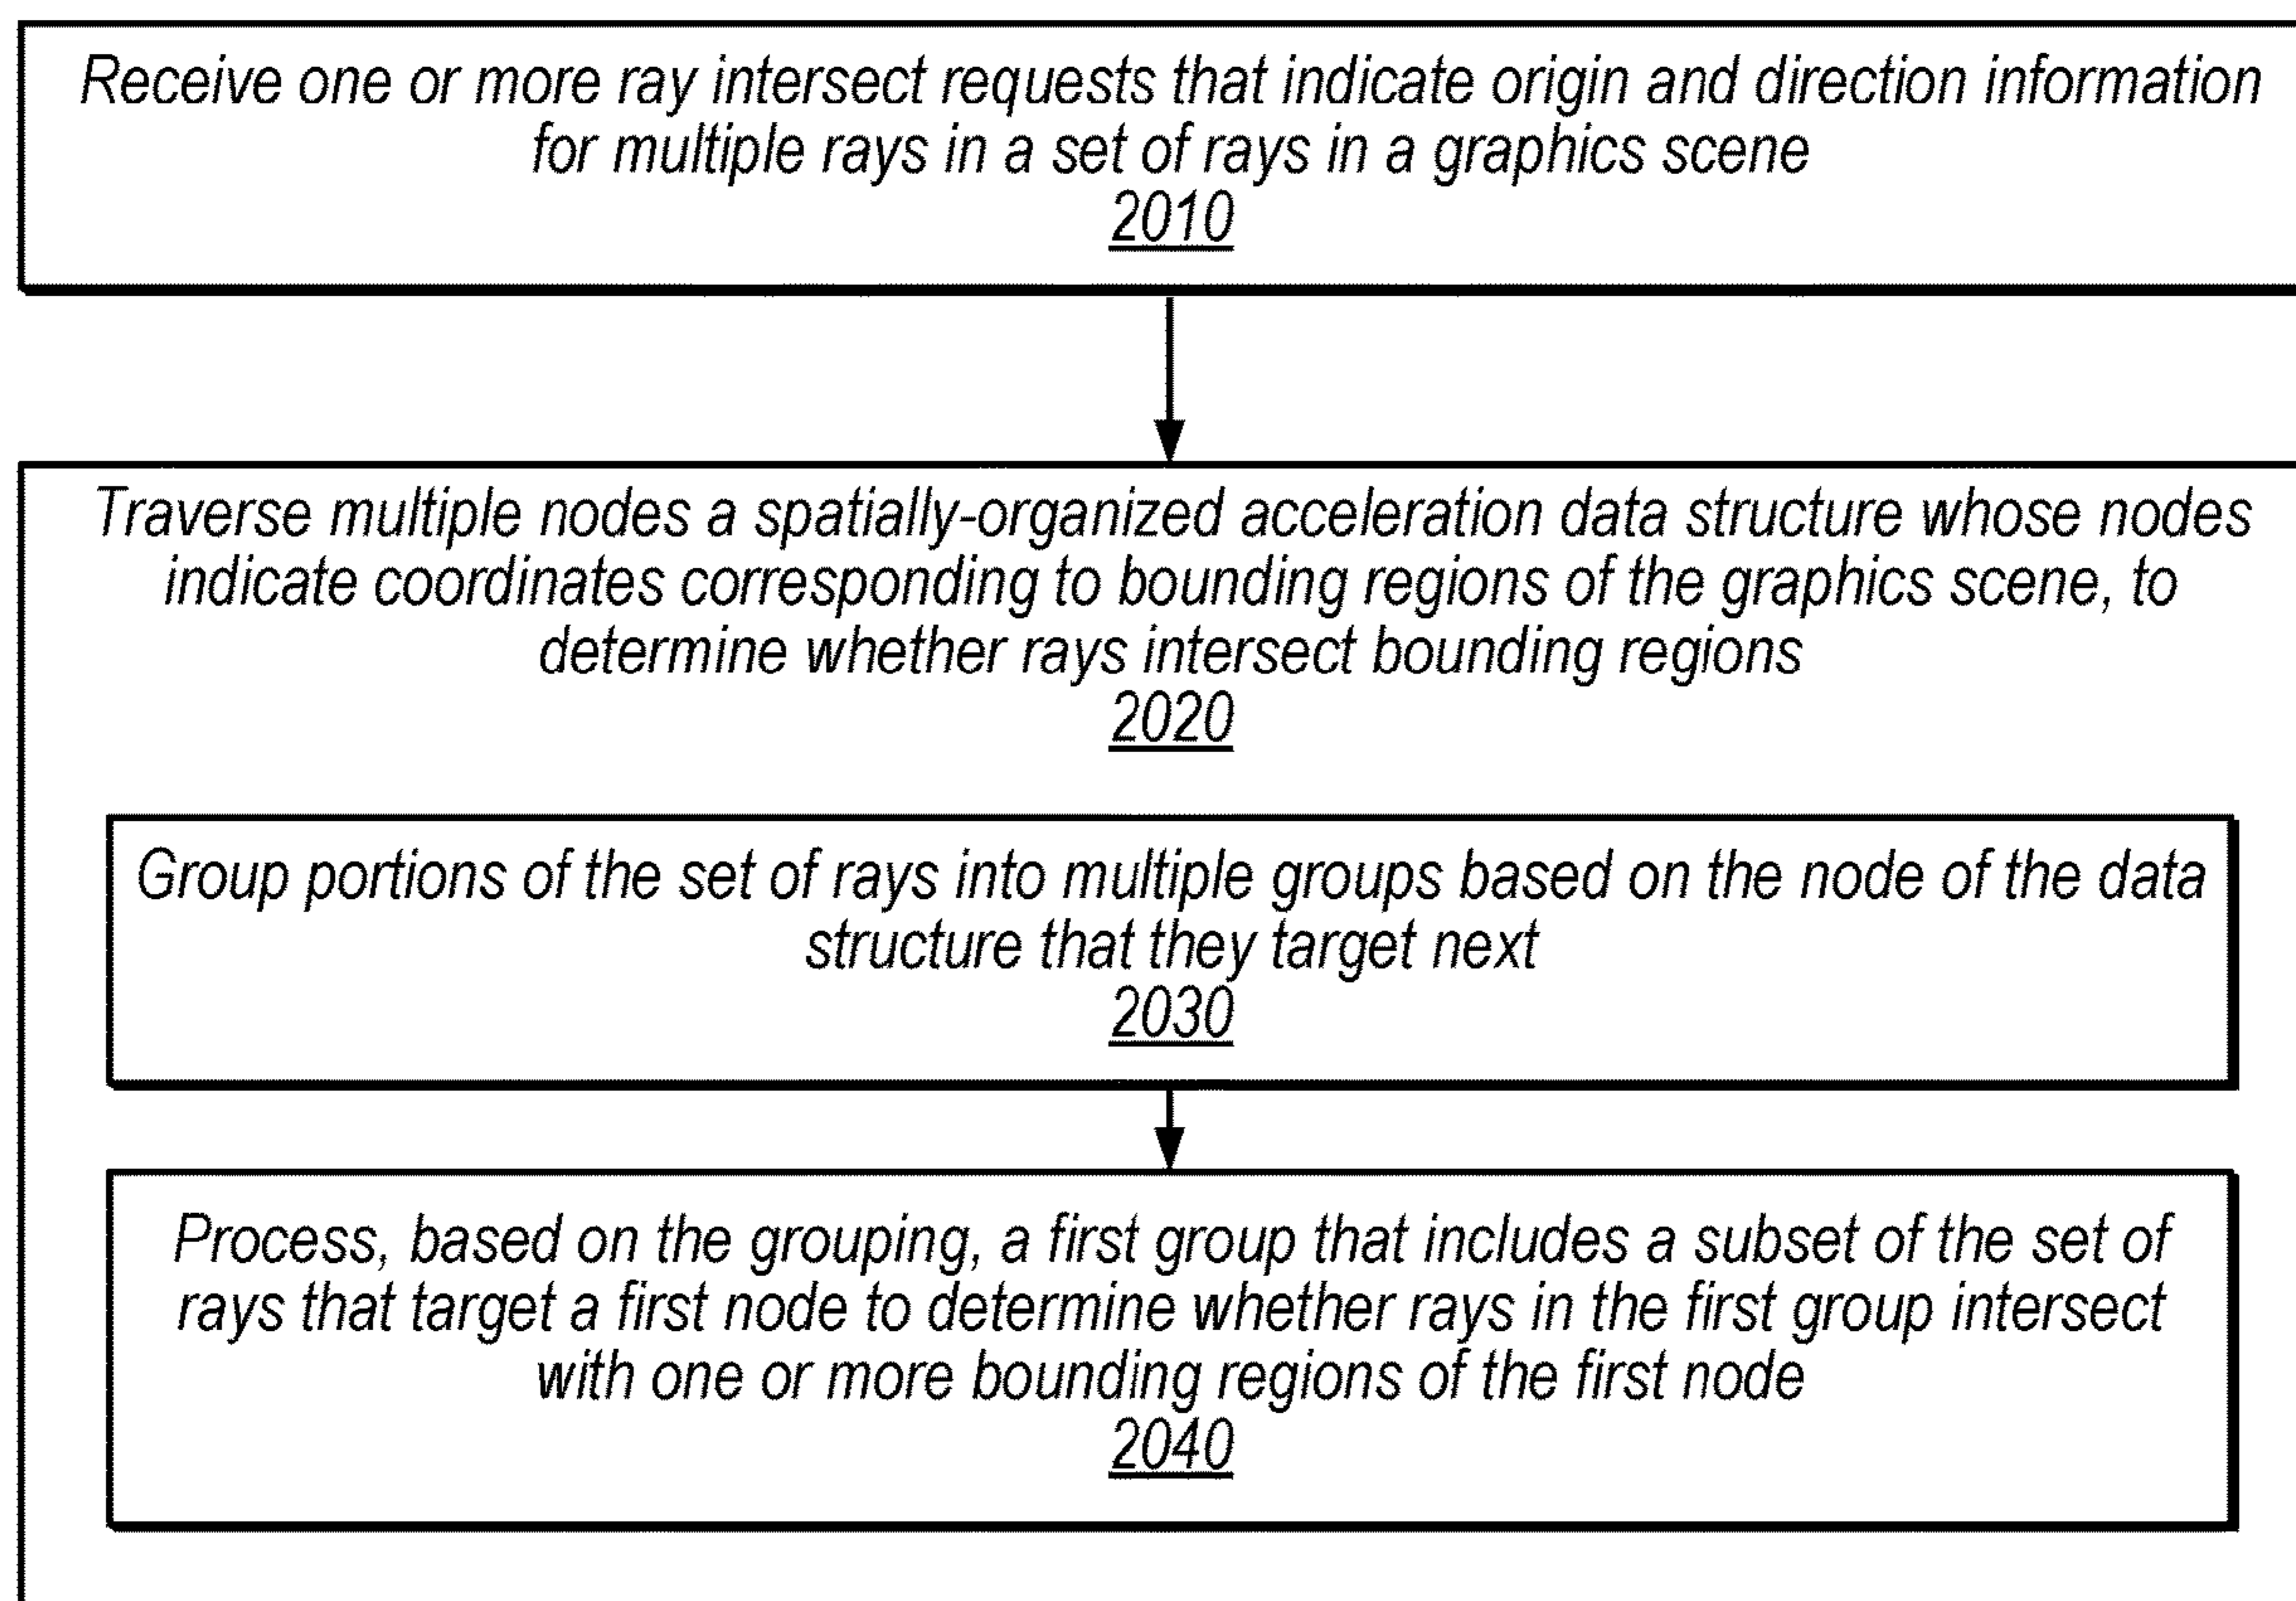 Receive one or more ray intersect requests that indicate origin and direction information
for multiple rays in a set of rays in a graphics scene
2010
Traverse multiple nodes a spatially-organized acceleration data structure whose nodes
indicate coordinates corresponding to bounding regions of the graphics scene, to
determine whether rays intersect bounding regions
2020
Group portions of the set of rays into multiple groups based on the node of the data
structure that they target next
2030
Process, based on the grouping, a first group that includes a subset of the set of
rays that target a first node to determine whether rays in the first group intersect
with one or more bounding regions of the first node
2040